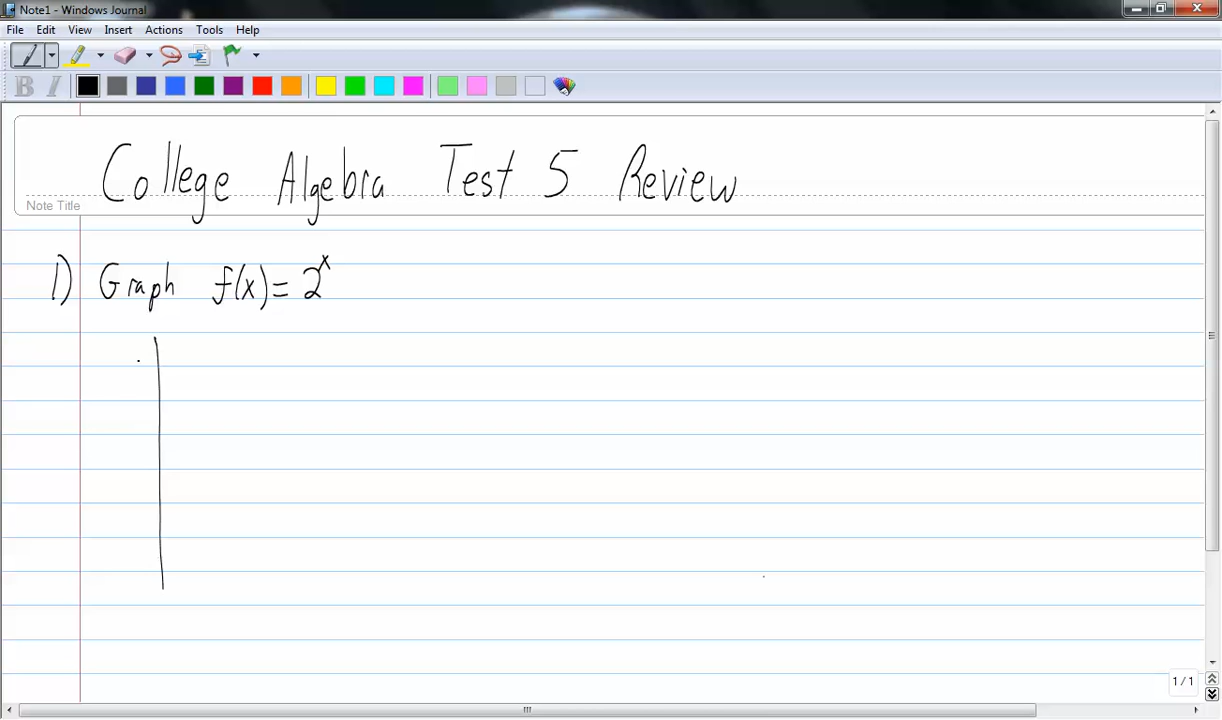 Note1 - Windows Journal
File Edit View Insert Actions Tools Help
B I
College Algebra Test 5 Review
Note Title
1) Graph f(x) = 2^x
1 / 1